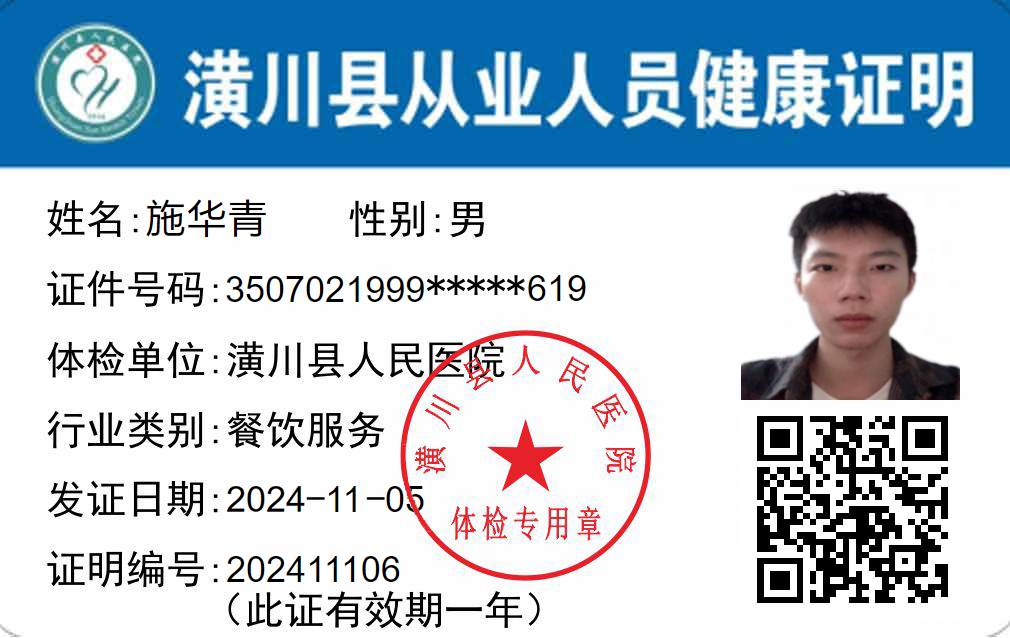 潢川县从业人员健康证明
姓名:施华青 性别:男
证件号码:3507021999*****619
体检单位:潢川县人民医院
行业类别:餐饮服务
发证日期:2024-11-05
证明编号:202411106
(此证有效期一年)
潢川县人民医院
体检专用章